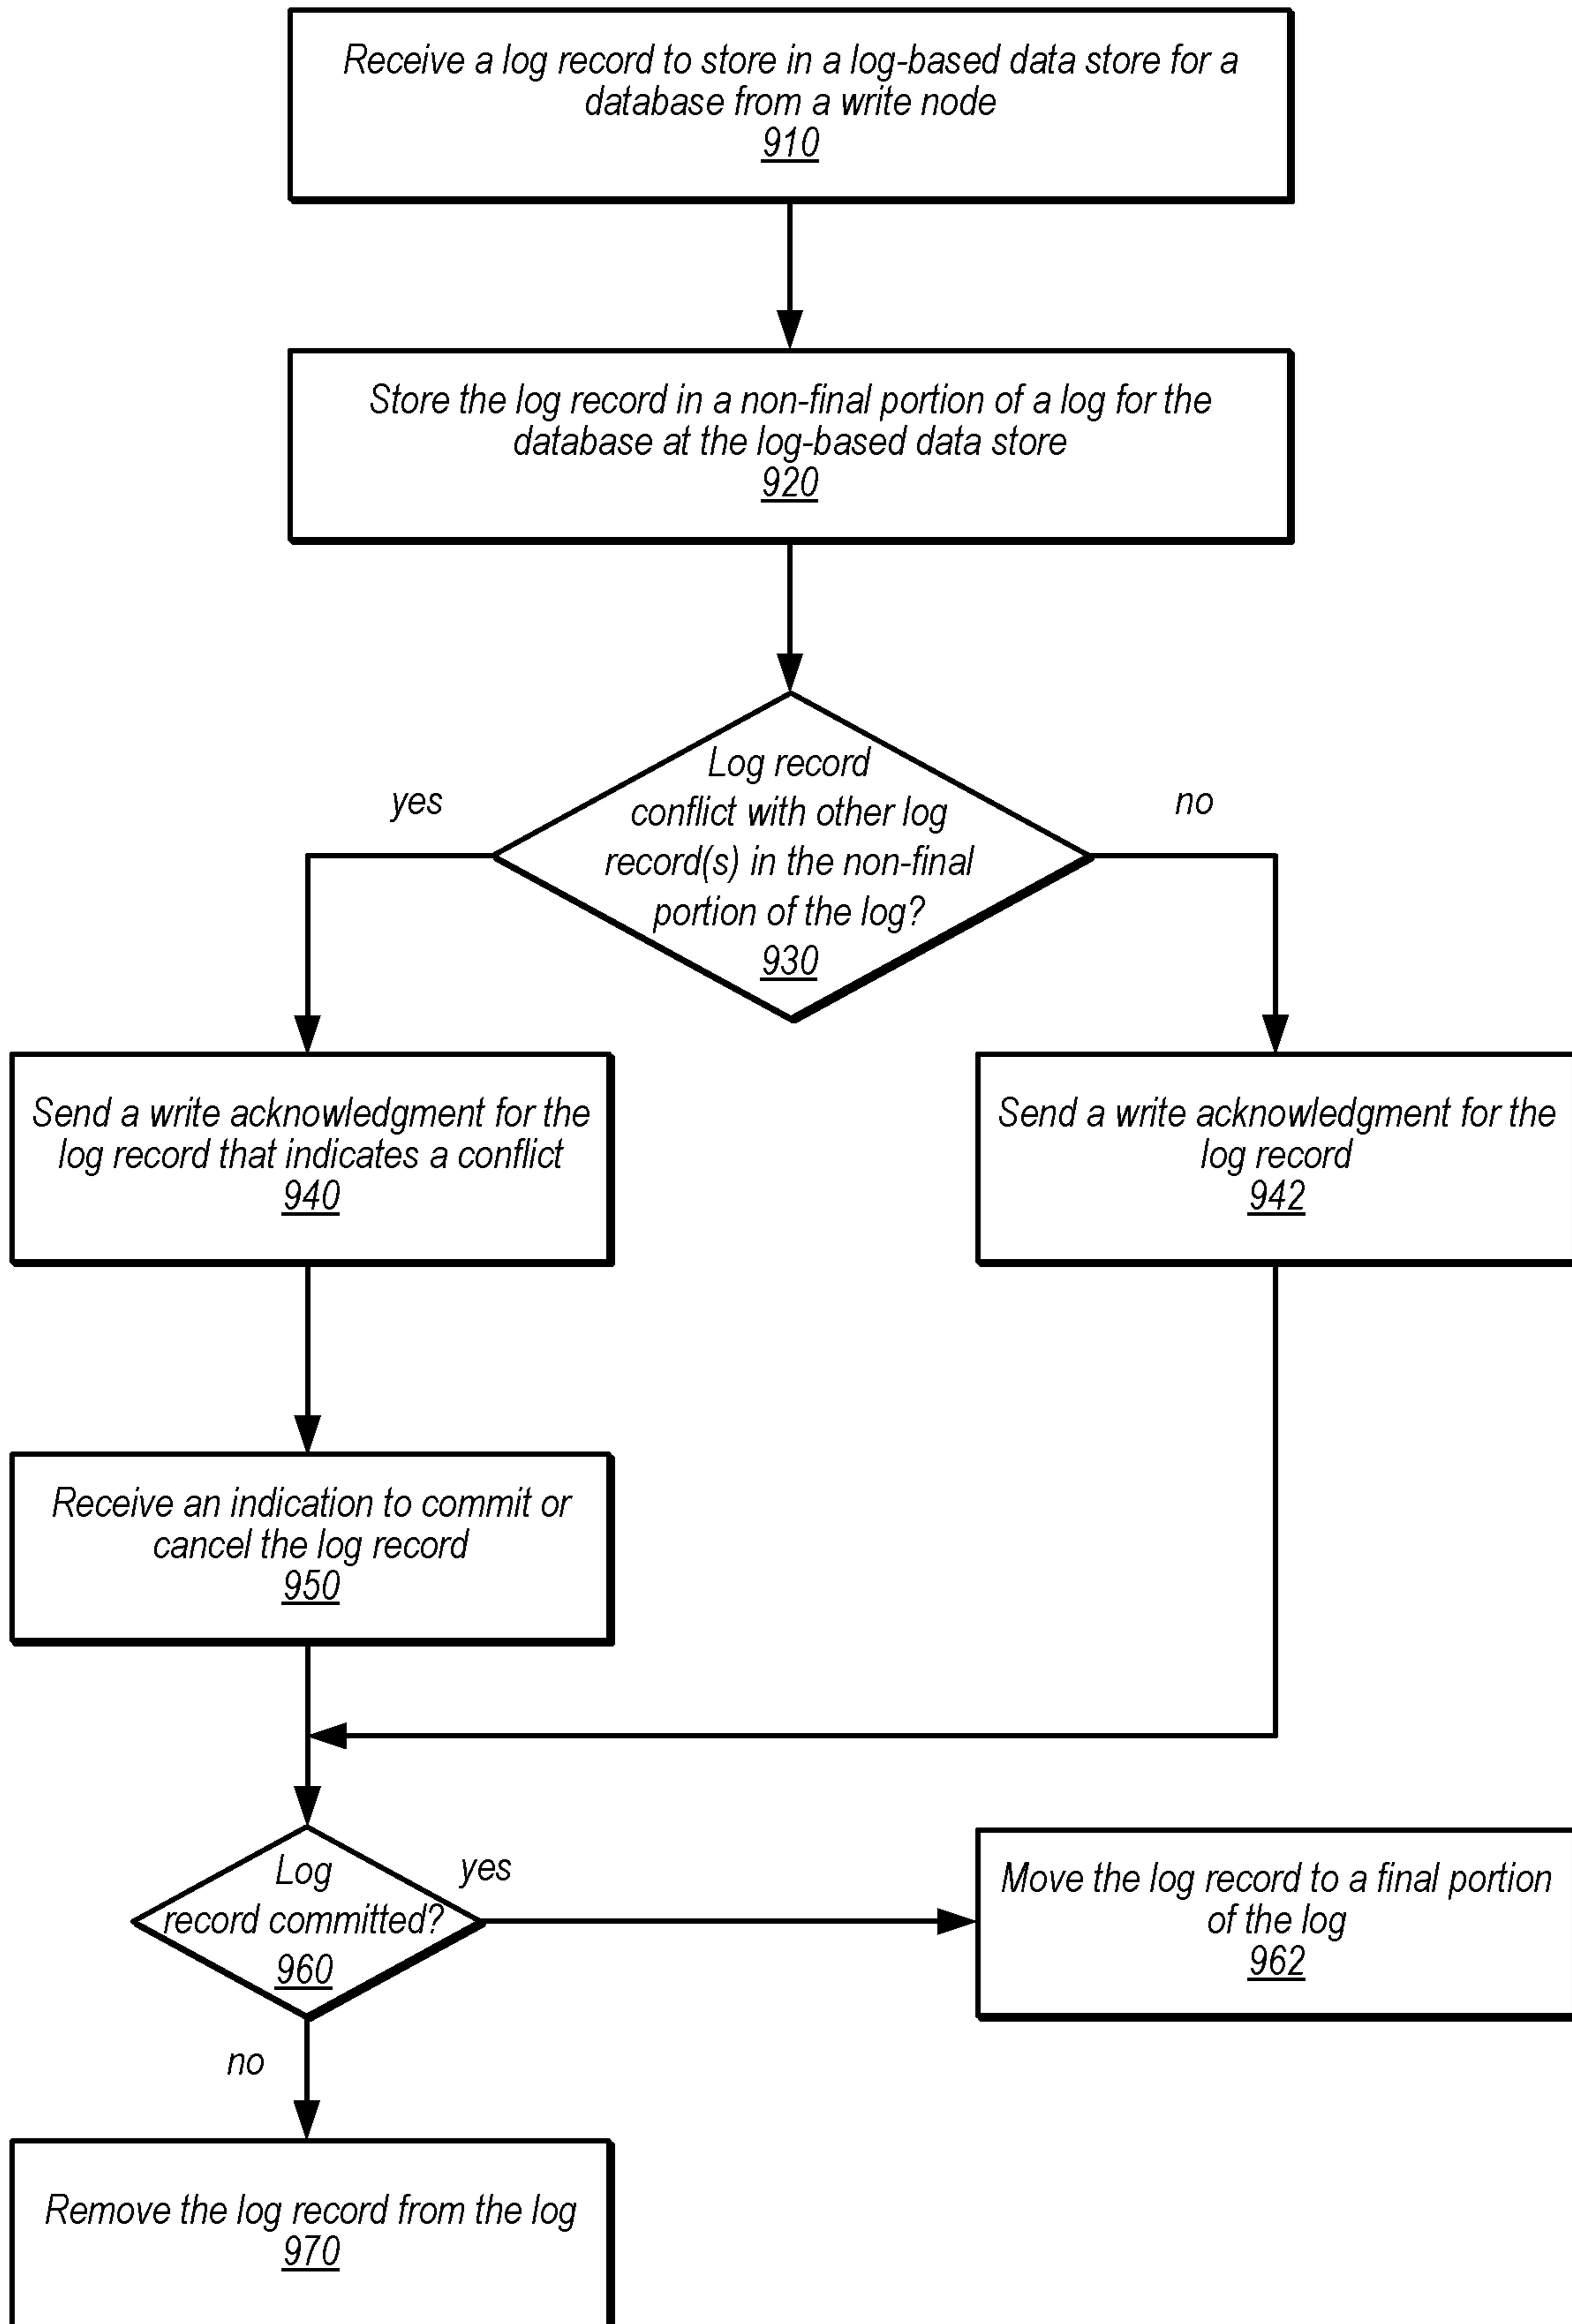 Receive a log record to store in a log-based data store for a
database from a write node
910
Store the log record in a non-final portion of a log for the
database at the log-based data store
920
Log record
conflict with other log
record(s) in the non-final
portion of the log?
930
yes
no
Send a write acknowledgment for the
log record that indicates a conflict
940
Send a write acknowledgment for the
log record
942
Receive an indication to commit or
cancel the log record
950
Log
record committed?
960
yes
Move the log record to a final portion
of the log
962
no
Remove the log record from the log
970